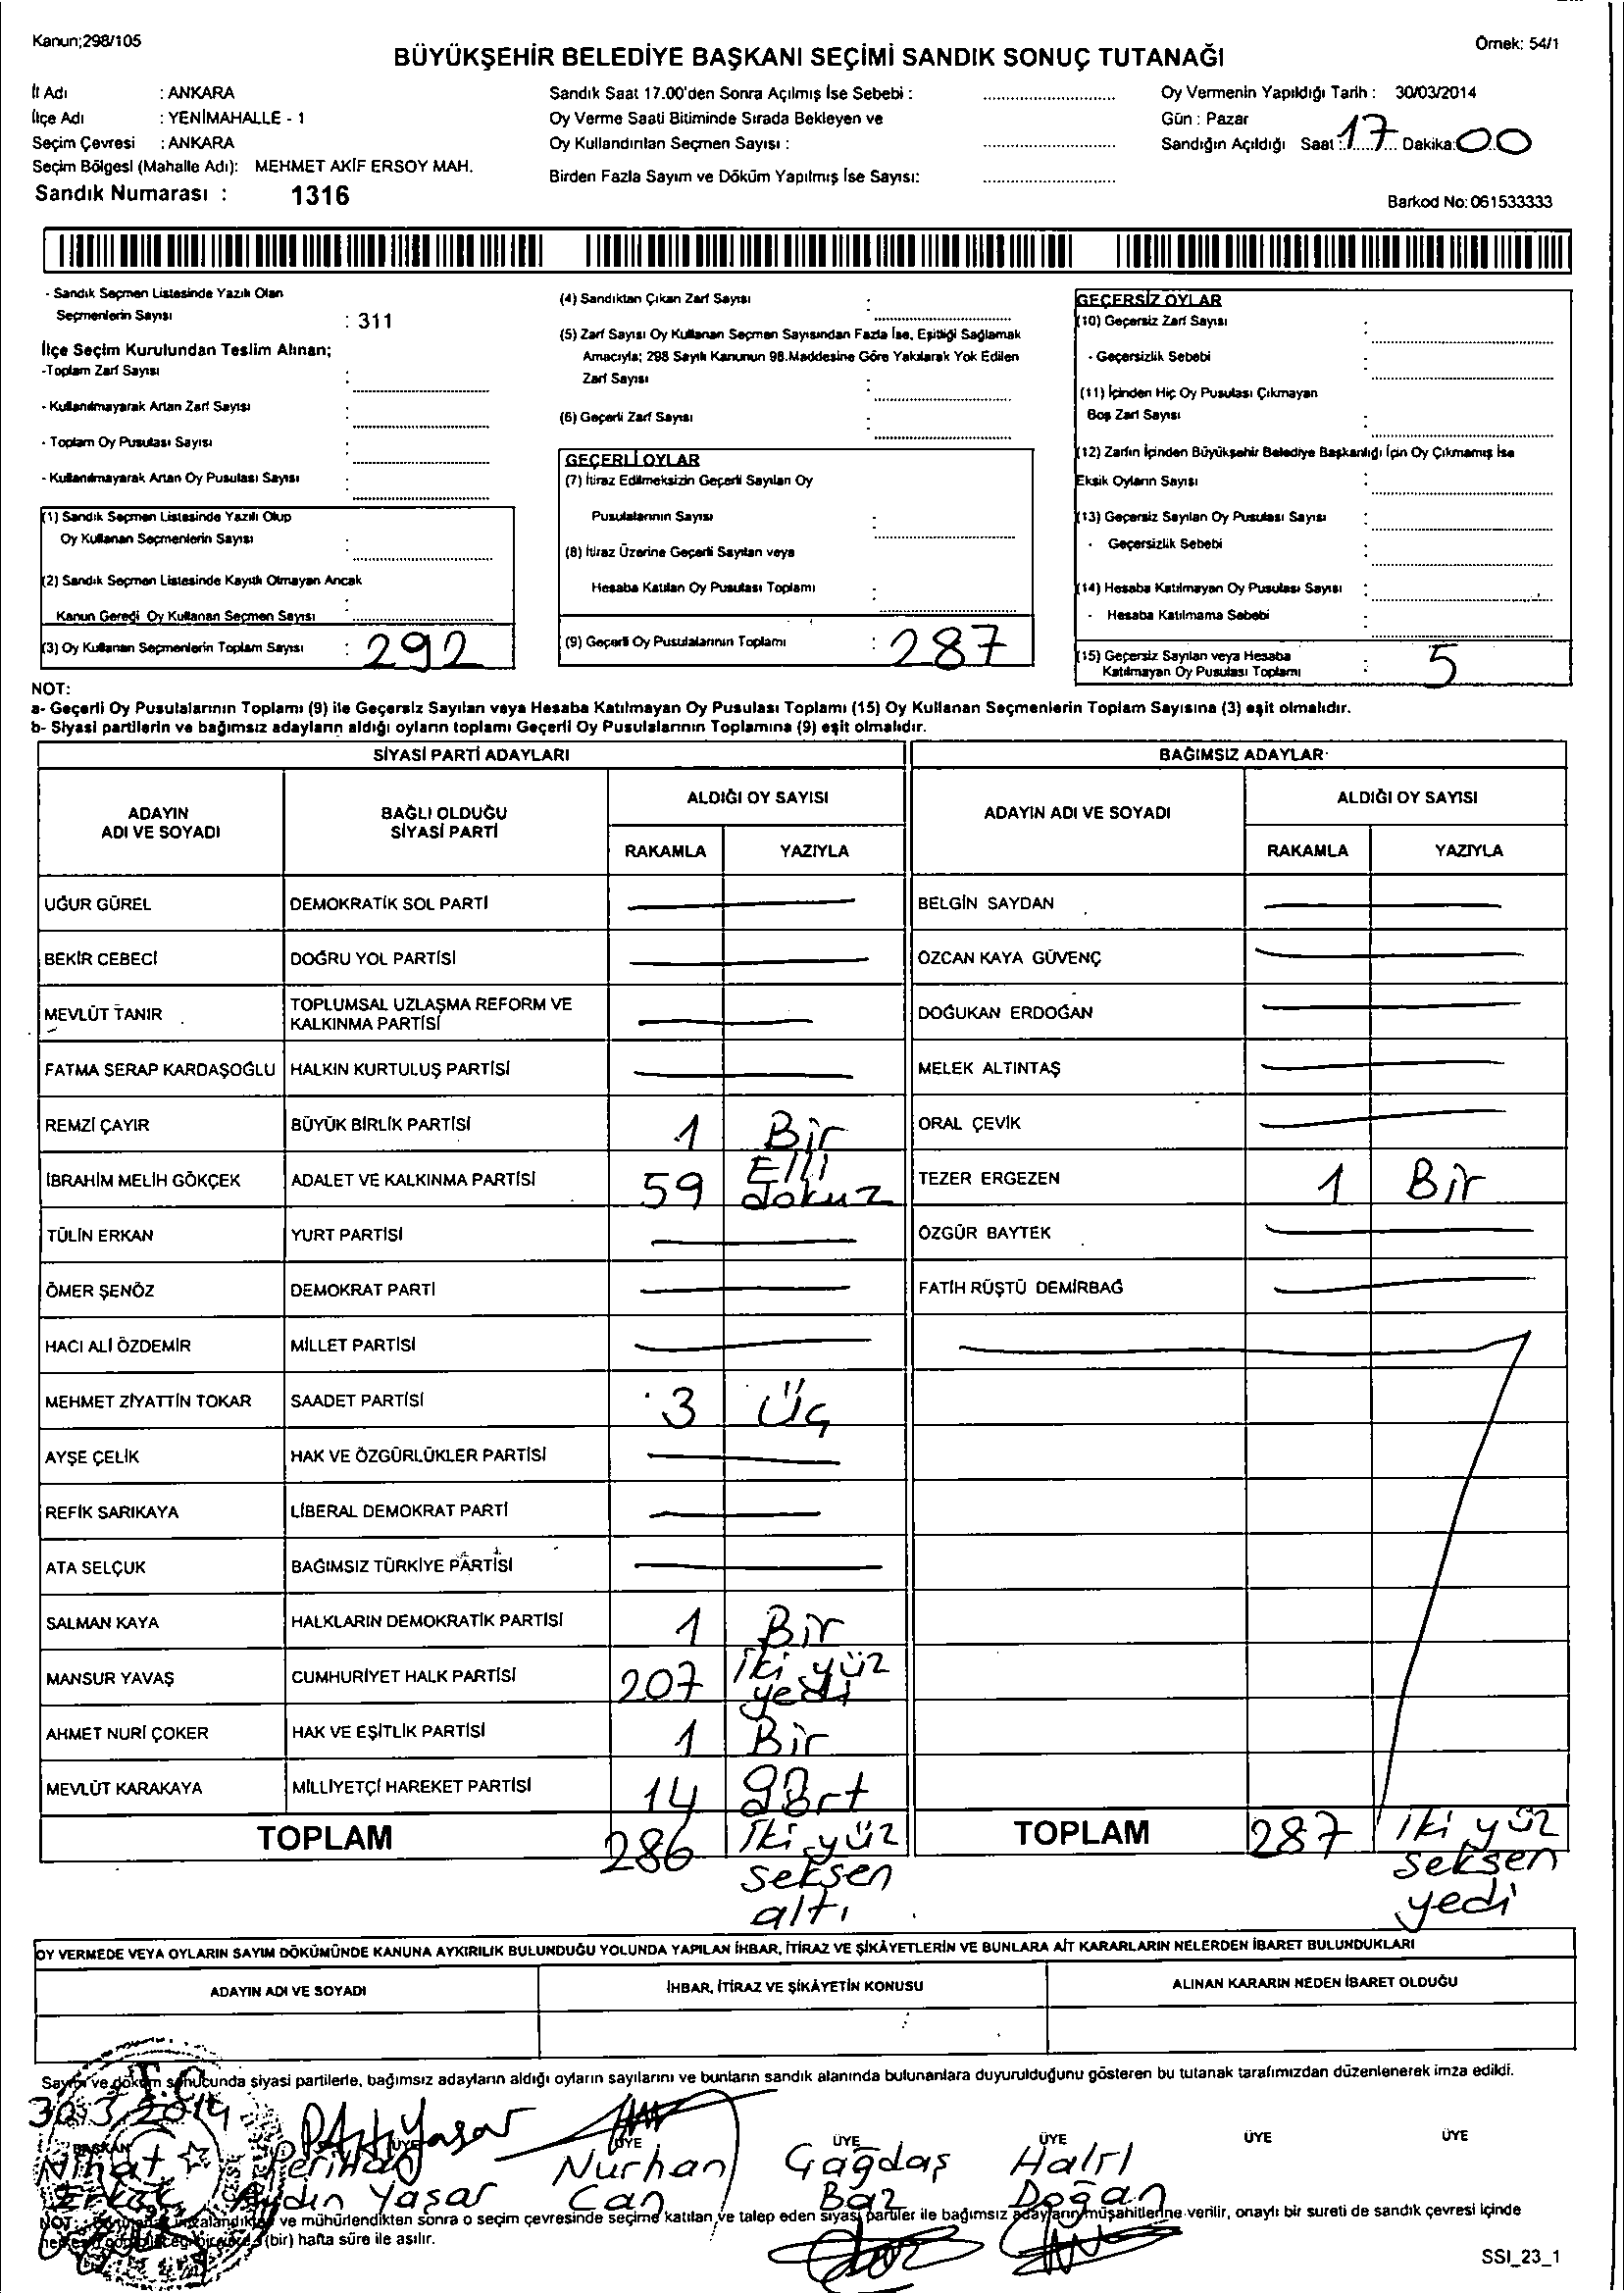 Kanun;298/105
Örnek: 54/1
BÜYÜKŞEHİR BELEDİYE BAŞKANI SEÇİMİ SANDIK SONUÇ TUTANAĞI
İl Adı : ANKARA
İlçe Adı : YENİMAHALLE - 1
Seçim Çevresi : ANKARA
Seçim Bölgesi (Mahalle Adı): MEHMET AKİF ERSOY MAH.
Sandık Numarası : 1316
Sandık Saat 17.00'den Sonra Açılmış İse Sebebi :
Oy Verme Saati Bitiminde Sırada Bekleyen ve
Oy Kullandırılan Seçmen Sayısı :
Birden Fazla Sayım ve Döküm Yapılmış İse Sayısı:
Oy Vermenin Yapıldığı Tarih : 30/03/2014
Gün : Pazar
Sandığın Açıldığı Saat : 17 Dakika: 00
Barkod No: 061533333
- Sandık Seçmen Listesinde Yazılı Olan
Seçmenlerin Sayısı : 311
İlçe Seçim Kurulundan Teslim Alınan;
-Toplam Zarf Sayısı :
- Kullanılmayarak Artan Zarf Sayısı :
- Toplam Oy Pusulası Sayısı :
- Kullanılmayarak Artan Oy Pusulası Sayısı :
(1) Sandık Seçmen Listesinde Yazılı Olup
Oy Kullanan Seçmenlerin Sayısı :
(2) Sandık Seçmen Listesinde Kayıtlı Olmayan Ancak
Kanun Gereği Oy Kullanan Seçmen Sayısı :
(3) Oy Kullanan Seçmenlerin Toplam Sayısı : 292
(4) Sandıktan Çıkan Zarf Sayısı :
(5) Zarf Sayısı Oy Kullanan Seçmen Sayısından Fazla İse, Eşitliği Sağlamak
Amacıyla; 298 Sayılı Kanunun 98.Maddesine Göre Yakılarak Yok Edilen
Zarf Sayısı :
(6) Geçerli Zarf Sayısı :
GEÇERLİ OYLAR
(7) İtiraz Edilmeksizin Geçerli Sayılan Oy
Pusulalarının Sayısı :
(8) İtiraz Üzerine Geçerli Sayılan veya
Hesaba Katılan Oy Pusulası Toplamı :
(9) Geçerli Oy Pusulalarının Toplamı : 287
GEÇERSİZ OYLAR
(10) Geçersiz Zarf Sayısı :
- Geçersizlik Sebebi :
(11) İçinden Hiç Oy Pusulası Çıkmayan
Boş Zarf Sayısı :
(12) Zarfın İçinden Büyükşehir Belediye Başkanlığı İçin Oy Çıkmamış İse
Eksik Oyların Sayısı :
(13) Geçersiz Sayılan Oy Pusulası Sayısı :
- Geçersizlik Sebebi :
(14) Hesaba Katılmayan Oy Pusulası Sayısı :
- Hesaba Katılmama Sebebi :
(15) Geçersiz Sayılan veya Hesaba
Katılmayan Oy Pusulası Toplamı : 5
NOT:
a- Geçerli Oy Pusulalarının Toplamı (9) ile Geçersiz Sayılan veya Hesaba Katılmayan Oy Pusulası Toplamı (15) Oy Kullanan Seçmenlerin Toplam Sayısına (3) eşit olmalıdır.
b- Siyasi partilerin ve bağımsız adayların aldığı oyların toplamı Geçerli Oy Pusulalarının Toplamına (9) eşit olmalıdır.
SİYASİ PARTİ ADAYLARI
BAĞIMSIZ ADAYLAR
ADAYIN ADI VE SOYADI
BAĞLI OLDUĞU SİYASİ PARTİ
ALDIĞI OY SAYISI
RAKAMLA YAZIYLA
ADAYIN ADI VE SOYADI
ALDIĞI OY SAYISI
RAKAMLA YAZIYLA
UĞUR GÜREL DEMOKRATİK SOL PARTİ BELGİN SAYDAN
BEKİR CEBECİ DOĞRU YOL PARTİSİ ÖZCAN KAYA GÜVENÇ
MEVLÜT TANIR TOPLUMSAL UZLAŞMA REFORM VE KALKINMA PARTİSİ DOĞUKAN ERDOĞAN
FATMA SERAP KARDAŞOĞLU HALKIN KURTULUŞ PARTİSİ MELEK ALTINTAŞ
REMZİ ÇAYIR BÜYÜK BİRLİK PARTİSİ 1 Bir ORAL ÇEVİK
İBRAHİM MELİH GÖKÇEK ADALET VE KALKINMA PARTİSİ 59 Elli dokuz TEZER ERGEZEN 1 Bir
TÜLİN ERKAN YURT PARTİSİ ÖZGÜR BAYTEK
ÖMER ŞENÖZ DEMOKRAT PARTİ FATİH RÜŞTÜ DEMİRBAĞ
HACI ALİ ÖZDEMİR MİLLET PARTİSİ
MEHMET ZİYATTİN TOKAR SAADET PARTİSİ 3 Üç
AYŞE ÇELİK HAK VE ÖZGÜRLÜKLER PARTİSİ
REFİK SARIKAYA LİBERAL DEMOKRAT PARTİ
ATA SELÇUK BAĞIMSIZ TÜRKİYE PARTİSİ
SALMAN KAYA HALKLARIN DEMOKRATİK PARTİSİ 1 Bir
MANSUR YAVAŞ CUMHURİYET HALK PARTİSİ 207 iki yüz yedi
AHMET NURİ ÇOKER HAK VE EŞİTLİK PARTİSİ 1 Bir
MEVLÜT KARAKAYA MİLLİYETÇİ HAREKET PARTİSİ 14
TOPLAM 286 iki yüz seksen altı TOPLAM 287 iki yüz seksen yedi
OY VERMEDE VEYA OYLARIN SAYIM DÖKÜMÜNDE KANUNA AYKIRILIK BULUNDUĞU YOLUNDA YAPILAN İHBAR, İTİRAZ VE ŞİKÂYETLERİN VE BUNLARA AİT KARARLARIN NELERDEN İBARET BULUNDUKLARI
ADAYIN ADI VE SOYADI İHBAR, İTİRAZ VE ŞİKÂYETİN KONUSU ALINAN KARARIN NEDEN İBARET OLDUĞU
Sayım ve döküm sonucunda siyasi partilerle, bağımsız adayların aldığı oyların sayılarını ve bunların sandık alanında bulunanlara duyurulduğunu gösteren bu tutanak tarafımızdan düzenlenerek imza edildi.
T.C.
30.3.2014
BAŞKAN ÜYE ÜYE ÜYE ÜYE ÜYE ÜYE
Nihat Perihan Nurhan Çağdaş Halil
Aydın Yaşar Can Baz Doğan
NOT: imzalandıktan ve mühürlendikten sonra o seçim çevresinde seçime katılan ve talep eden siyasi partiler ile bağımsız adayların müşahitlerine verilir, onaylı bir sureti de sandık çevresi içinde
(bir) hafta süre ile asılır.
SSI_23_1